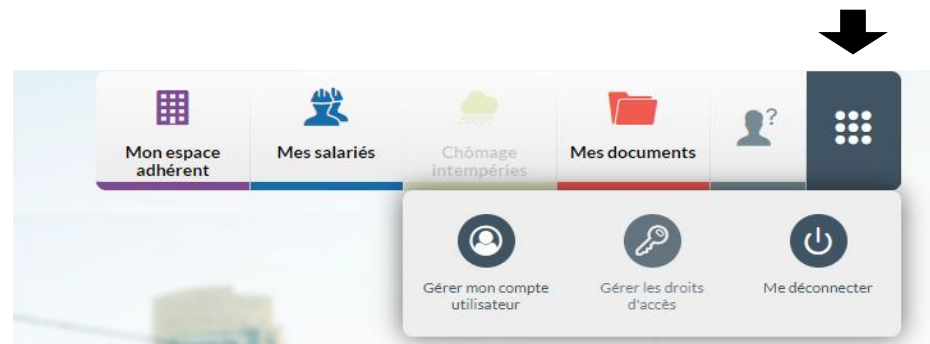 Mon espace
adhérent
Mes salariés
Chômage
intempéries
Mes documents
?
Gérer mon compte
utilisateur
Gérer les droits
d'accès
Me déconnecter